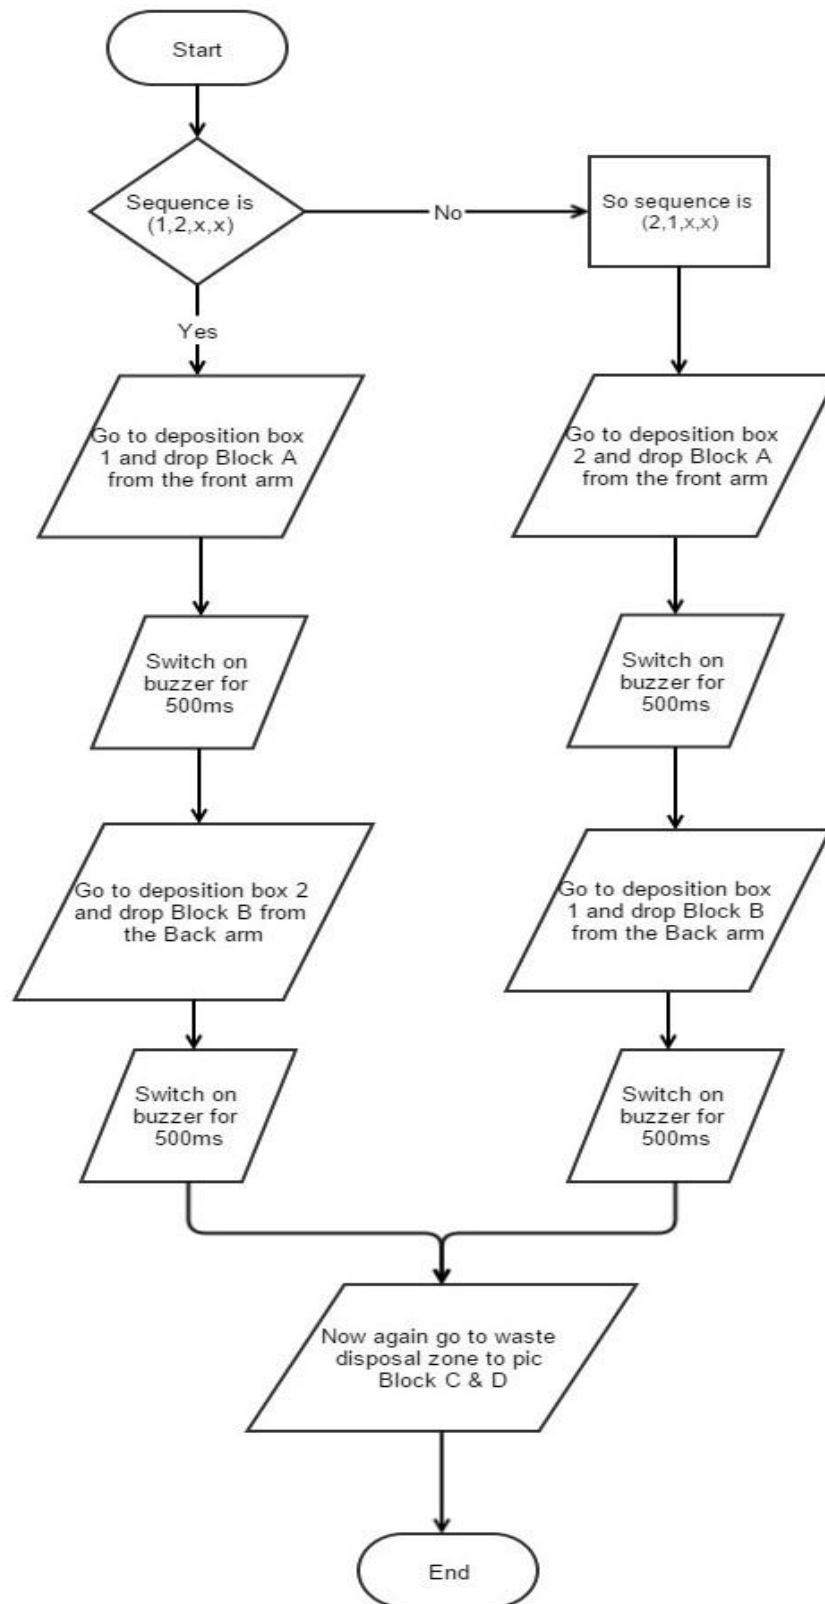 Start
Sequence is
(1,2,x,x)
No
So sequence is
(2,1,x,x)
Yes
Go to deposition box
1 and drop Block A
from the front arm
Go to deposition box
2 and drop Block A
from the front arm
Switch on
buzzer for
500ms
Switch on
buzzer for
500ms
Go to deposition box 2
and drop Block B from
the Back arm
Go to deposition box
1 and drop Block B
from the Back arm
Switch on
buzzer for
500ms
Switch on
buzzer for
500ms
Now again go to waste
disposal zone to pic
Block C & D
End